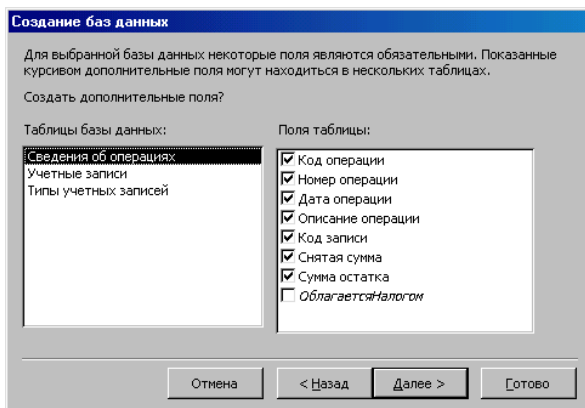 Создание баз данных
Для выбранной базы данных некоторые поля являются обязательными. Показанные
курсивом дополнительные поля могут находиться в нескольких таблицах.
Создать дополнительные поля?
Таблицы базы данных:
Сведения об операциях
Учетные записи
Типы учетных записей
Поля таблицы:
Код операции
Номер операции
Дата операции
Описание операции
Код записи
Снятая сумма
Сумма остатка
ОблагаетсяНалогом
Отмена
< Назад
Далее >
Готово